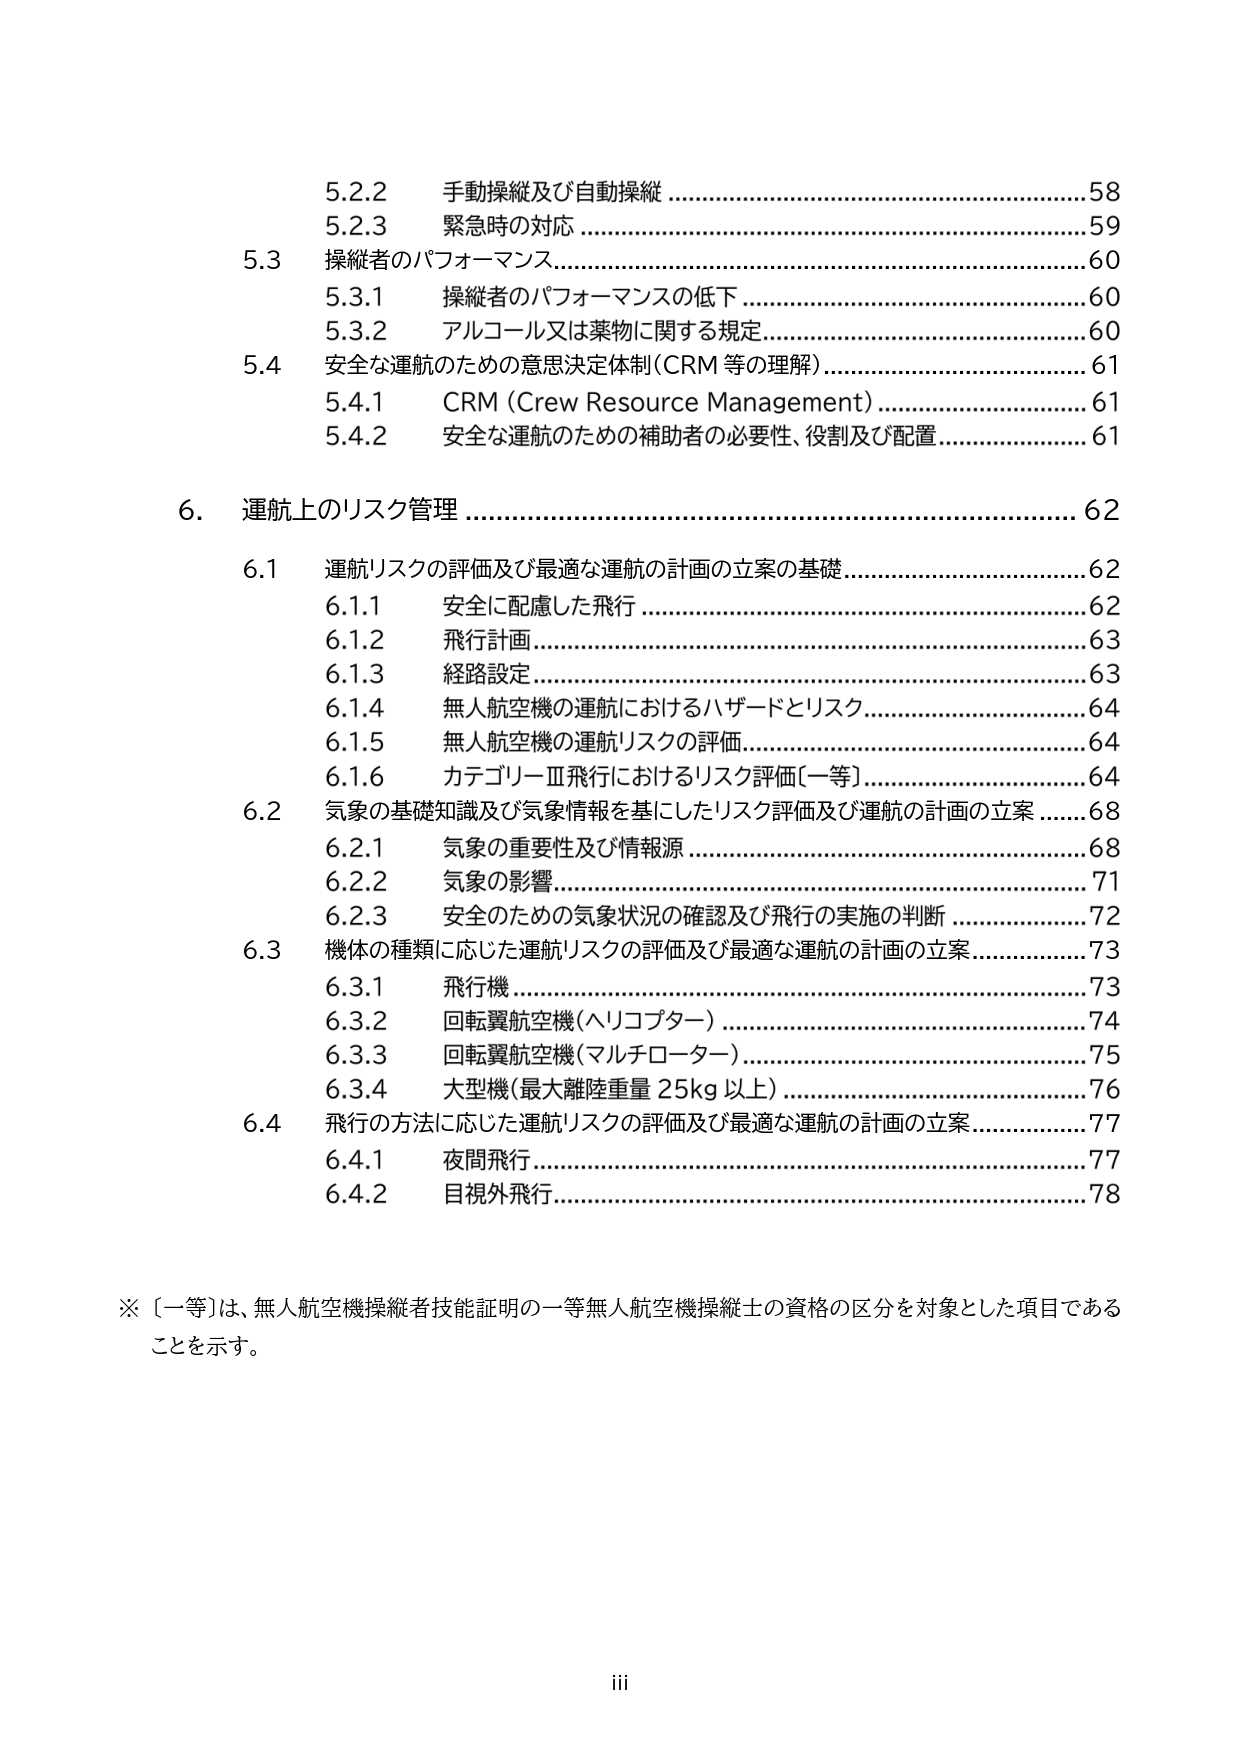 5.2.2 手動操縦及び自動操縦 ..............................................................58
5.2.3 緊急時の対応 ...........................................................................59
5.3 操縦者のパフォーマンス...............................................................................60
5.3.1 操縦者のパフォーマンスの低下 ...................................................60
5.3.2 アルコール又は薬物に関する規定................................................60
5.4 安全な運航のための意思決定体制(CRM 等の理解).......................................61
5.4.1 CRM (Crew Resource Management)...............................61
5.4.2 安全な運航のための補助者の必要性、役割及び配置......................61
6. 運航上のリスク管理 ............................................................................ 62
6.1 運航リスクの評価及び最適な運航の計画の立案の基礎....................................62
6.1.1 安全に配慮した飛行 ..................................................................62
6.1.2 飛行計画..................................................................................63
6.1.3 経路設定..................................................................................63
6.1.4 無人航空機の運航におけるハザードとリスク.................................64
6.1.5 無人航空機の運航リスクの評価...................................................64
6.1.6 カテゴリーⅢ飛行におけるリスク評価〔一等〕.................................64
6.2 気象の基礎知識及び気象情報を基にしたリスク評価及び運航の計画の立案 .......68
6.2.1 気象の重要性及び情報源 ...........................................................68
6.2.2 気象の影響...............................................................................71
6.2.3 安全のための気象状況の確認及び飛行の実施の判断 ....................72
6.3 機体の種類に応じた運航リスクの評価及び最適な運航の計画の立案.................73
6.3.1 飛行機 .....................................................................................73
6.3.2 回転翼航空機(ヘリコプター) ......................................................74
6.3.3 回転翼航空機(マルチローター)...................................................75
6.3.4 大型機(最大離陸重量 25kg 以上) .............................................76
6.4 飛行の方法に応じた運航リスクの評価及び最適な運航の計画の立案.................77
6.4.1 夜間飛行..................................................................................77
6.4.2 目視外飛行...............................................................................78
※〔一等〕は、無人航空機操縦者技能証明の一等無人航空機操縦士の資格の区分を対象とした項目である
ことを示す。
iii